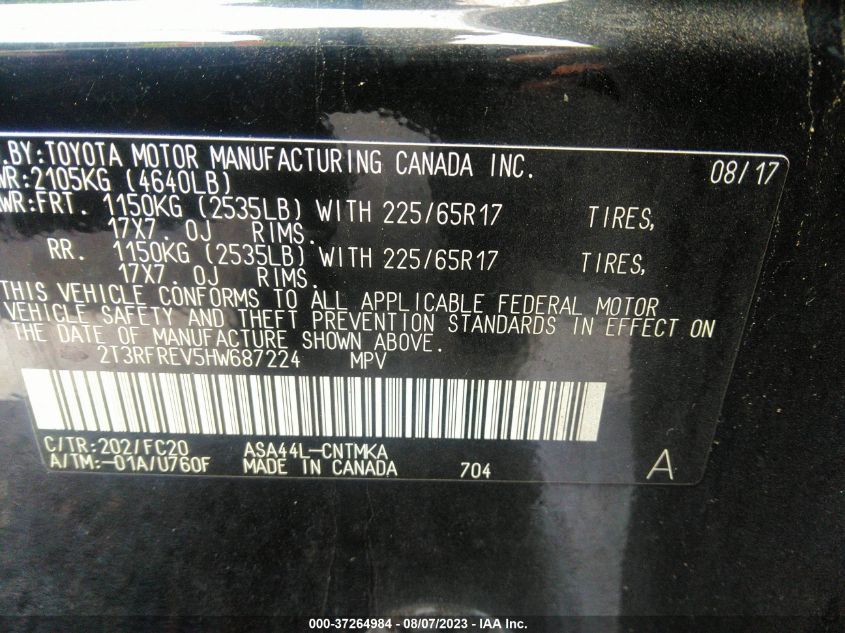 .BY:TOYOTA MOTOR MANUFACTURING CANADA INC. 08/17
WR:2105KG (4640LB)
WR:FRT. 1150KG (2535LB) WITH 225/65R17 TIRES,
17X7.0J RIMS.
RR. 1150KG (2535LB) WITH 225/65R17 TIRES,
17X7.0J RIMS.
THIS VEHICLE CONFORMS TO ALL APPLICABLE FEDERAL MOTOR
VEHICLE SAFETY AND THEFT PREVENTION STANDARDS IN EFFECT ON
THE DATE OF MANUFACTURE SHOWN ABOVE.
2T3RFREV5HW687224 MPV
C/TR:202/FC20 ASA44L-CNTMKA
A/TM:-01A/U760F MADE IN CANADA 704 A
000-37264984 - 08/07/2023 - IAA Inc.